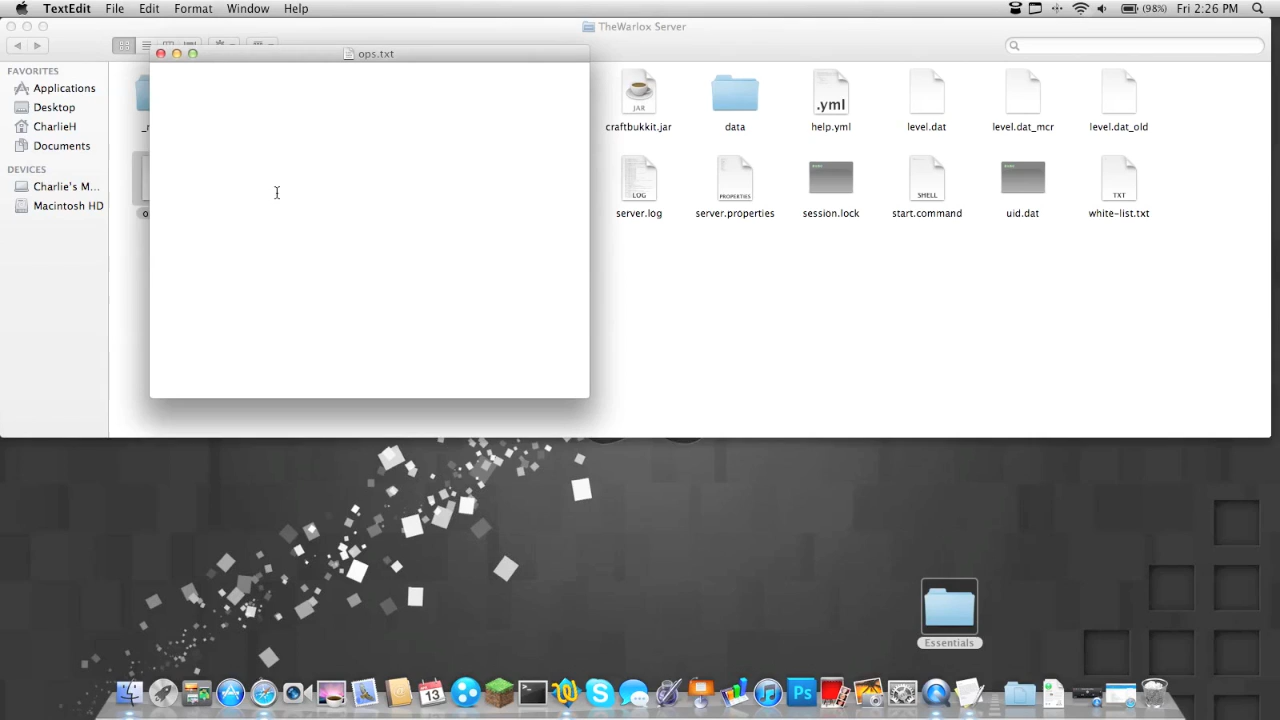 TextEdit File Edit Format Window Help (98%) Fri 2:26 PM
TheWarlox Server
ops.txt
FAVORITES
Applications
Desktop
CharlieH
Documents
DEVICES
Charlie's M...
Macintosh HD
JAR
.yml
craftbukkit.jar data help.yml level.dat level.dat_mcr level.dat_old
LOG PROPERTIES SHELL TXT
server.log server.properties session.lock start.command uid.dat white-list.txt
Essentials
13
Ps